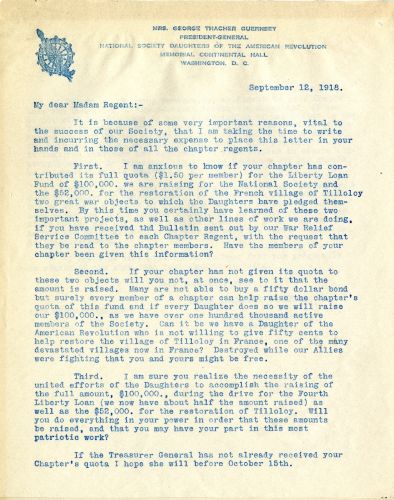 MRS. GEORGE THACHER GUERNSEY
PRESIDENT-GENERAL
NATIONAL SOCIETY DAUGHTERS OF THE AMERICAN REVOLUTION
MEMORIAL CONTINENTAL HALL
WASHINGTON, D. C.
September 12, 1918.
My dear Madam Regent:-
It is because of some very important reasons, vital to
the success of our Society, that I am taking the time to write
and incurring the necessary expense to place this letter in your
hands and in those of all the chapter regents.
First. I am anxious to know if your chapter has con-
tributed its full quota ($1.50 per member) for the Liberty Loan
Fund of $100,000. we are raising for the National Society and
the $52,000. for the restoration of the French village of Tilloloy
two great war objects to which the Daughters have pledged them-
selves. By this time you certainly have learned of these two
important projects, as well as other lines of work we are doing,
if you have received thd Bulletin sent out by our War Relief
Service Committee to each Chapter Regent, with the request that
they be read to the chapter members. Have the members of your
chapter been given this information?
Second. If your chapter has not given its quota to
these two objects will you not, at once, see to it that the
amount is raised. Many are not able to buy a fifty dollar bond
but surely every member of a chapter can help raise the chapter's
quota of this fund and if every Daughter does so we will raise
our $100,000., as we have over one hundred thousand active
members of the Society. Can it be we have a Daughter of the
American Revolution who is not willing to give fifty cents to
help restore the village of Tilloloy in France, one of the many
devastated villages now in France? Destroyed while our Allies
were fighting that you and yours might be free.
Third. I am sure you realize the necessity of the
united efforts of the Daughters to accomplish the raising of
the full amount, $100,000., during the drive for the Fourth
Liberty Loan (we now have about half the amount raised) as
well as the $52,000. for the restoration of Tilloloy. Will
you do everything in your power in order that these amounts
be raised, and that you may have your part in this most
patriotic work?
If the Treasurer General has not already received your
Chapter's quota I hope she will before October 15th.